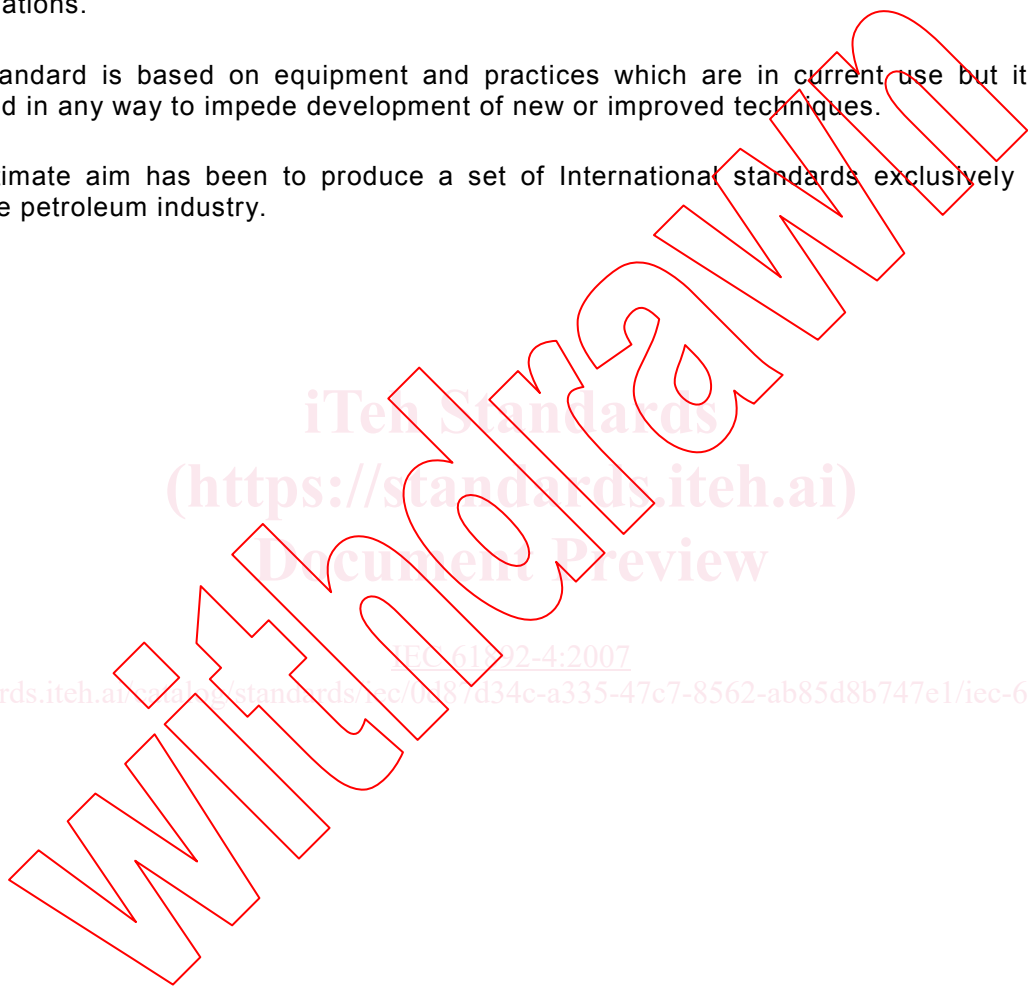 ations.
andard is based on equipment and practices which are in current use but it
d in any way to impede development of new or improved techniques.
timate aim has been to produce a set of International standards exclusively
e petroleum industry.
iTeh Standards
(https://standards.iteh.ai)
Document Preview
IEC 61892-4:2007
rds.iteh.ai/catalog/standards/iec/0d87d34c-a335-47c7-8562-ab85d8b747e1/iec-6
withdrawn